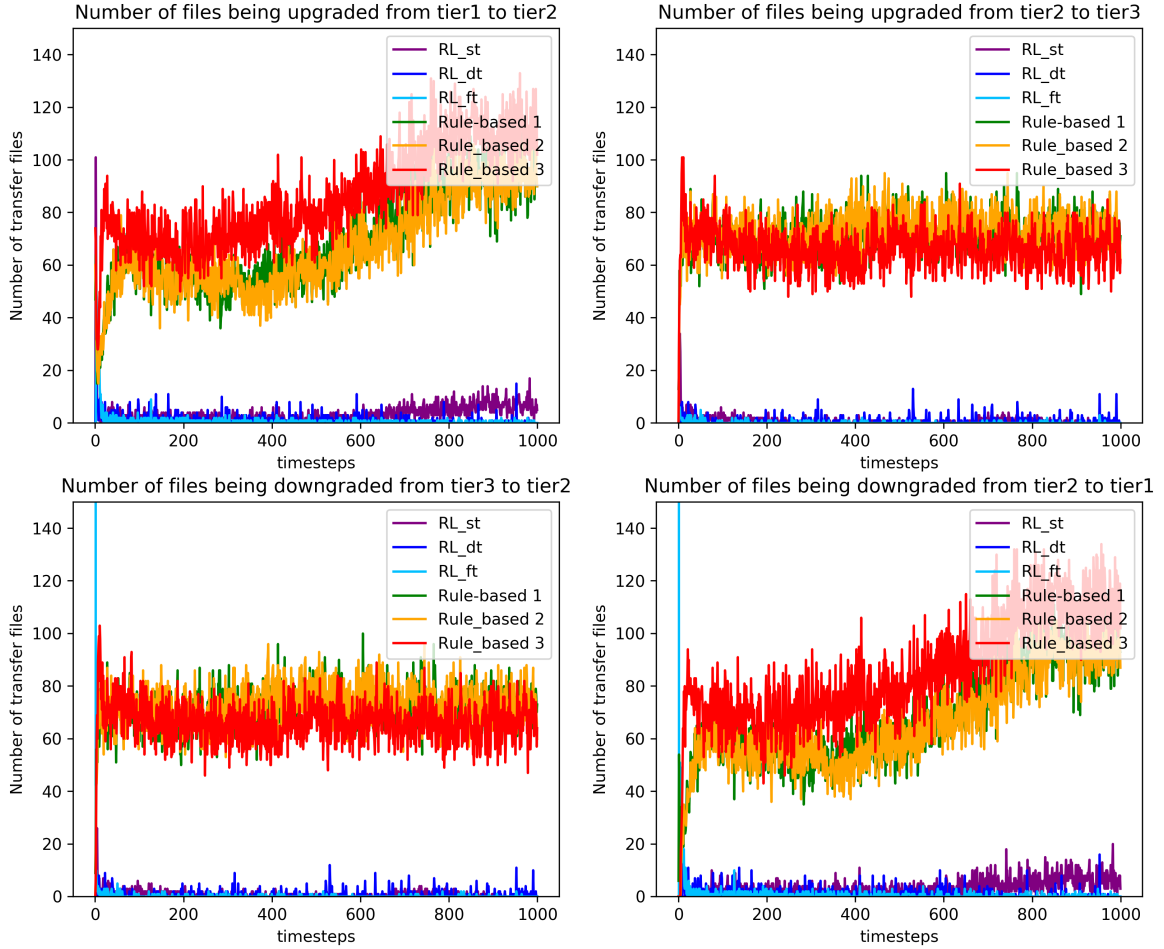 Number of files being upgraded from tier1 to tier2
Number of transfer files
140
120
100
80
60
40
20
0
0 200 400 600 800 1000
timesteps
RL_st
RL_dt
RL_ft
Rule-based 1
Rule_based 2
Rule_based 3
Number of files being upgraded from tier2 to tier3
Number of transfer files
140
120
100
80
60
40
20
0
0 200 400 600 800 1000
timesteps
RL_st
RL_dt
RL_ft
Rule-based 1
Rule_based 2
Rule_based 3
Number of files being downgraded from tier3 to tier2
Number of transfer files
140
120
100
80
60
40
20
0
0 200 400 600 800 1000
timesteps
RL_st
RL_dt
RL_ft
Rule-based 1
Rule_based 2
Rule_based 3
Number of files being downgraded from tier2 to tier1
Number of transfer files
140
120
100
80
60
40
20
0
0 200 400 600 800 1000
timesteps
RL_st
RL_dt
RL_ft
Rule-based 1
Rule_based 2
Rule_based 3